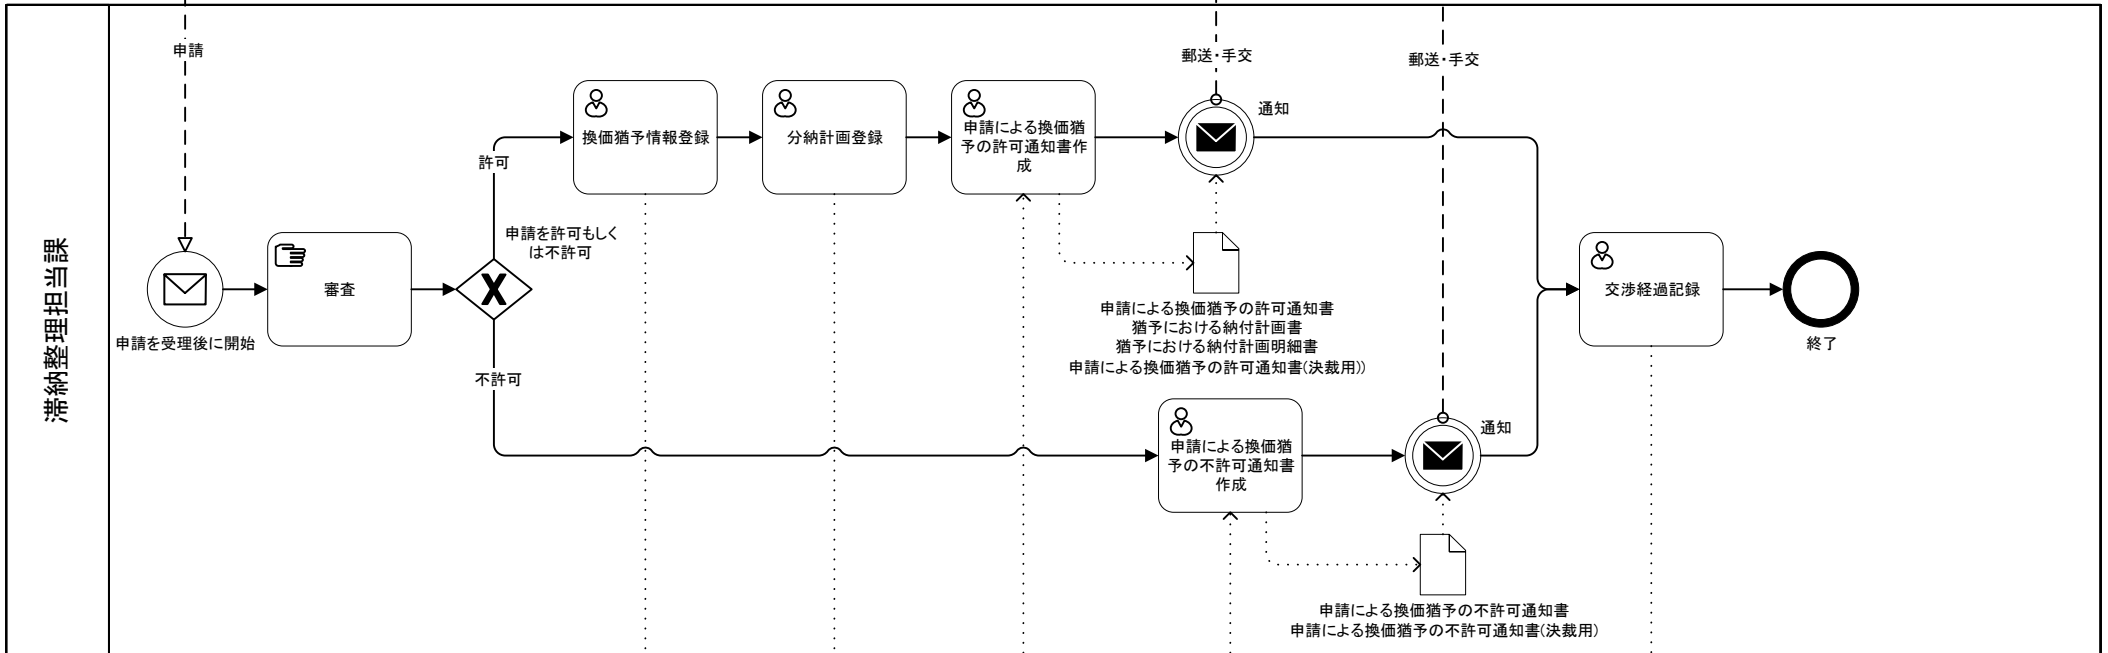 滞納整理担当課
申請
郵送・手交
郵送・手交
通知
許可
換価猶予情報登録
分納計画登録
申請による換価猶
予の許可通知書作
成
申請を許可もしく
は不許可
審査
申請を受理後に開始
申請による換価猶予の許可通知書
猶予における納付計画書
猶予における納付計画明細書
申請による換価猶予の許可通知書(決裁用))
交渉経過記録
終了
不許可
申請による換価猶
予の不許可通知書
作成
通知
申請による換価猶予の不許可通知書
申請による換価猶予の不許可通知書(決裁用)